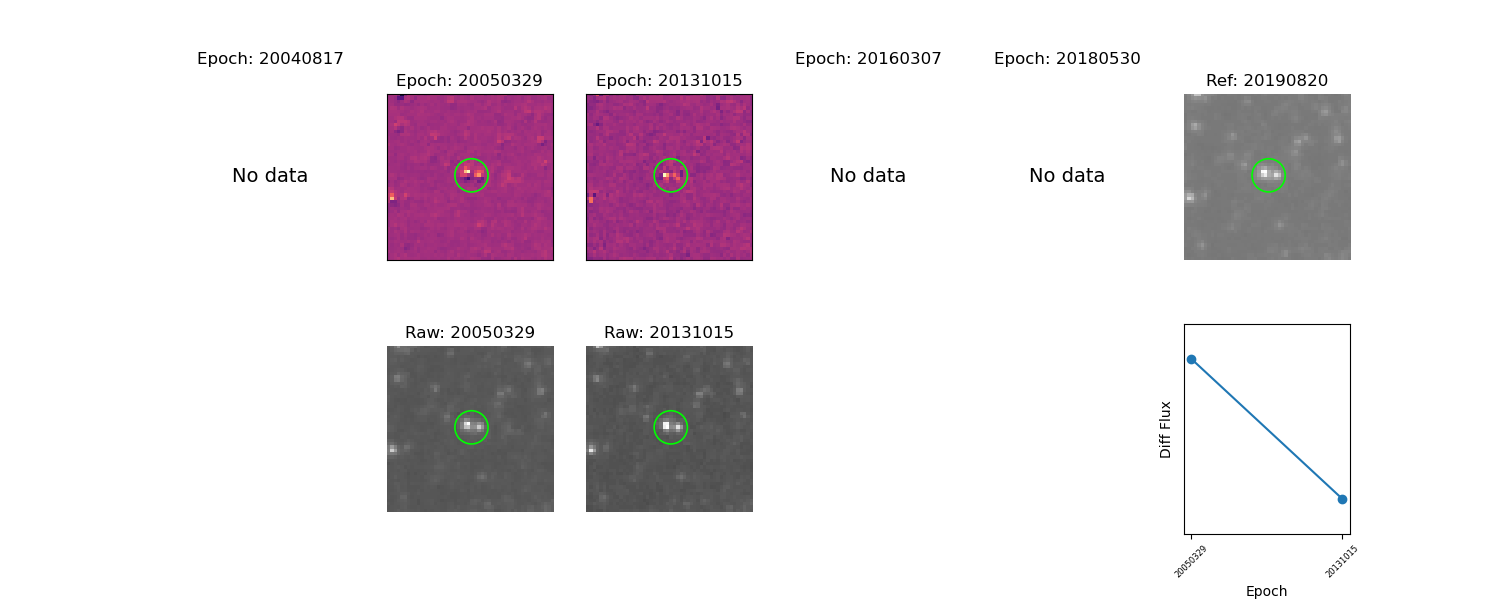 Epoch: 20040817
Epoch: 20050329
Epoch: 20131015
Epoch: 20160307
Epoch: 20180530
Ref: 20190820
No data
No data
No data
Raw: 20050329
Raw: 20131015
Diff Flux
20050329
20131015
Epoch